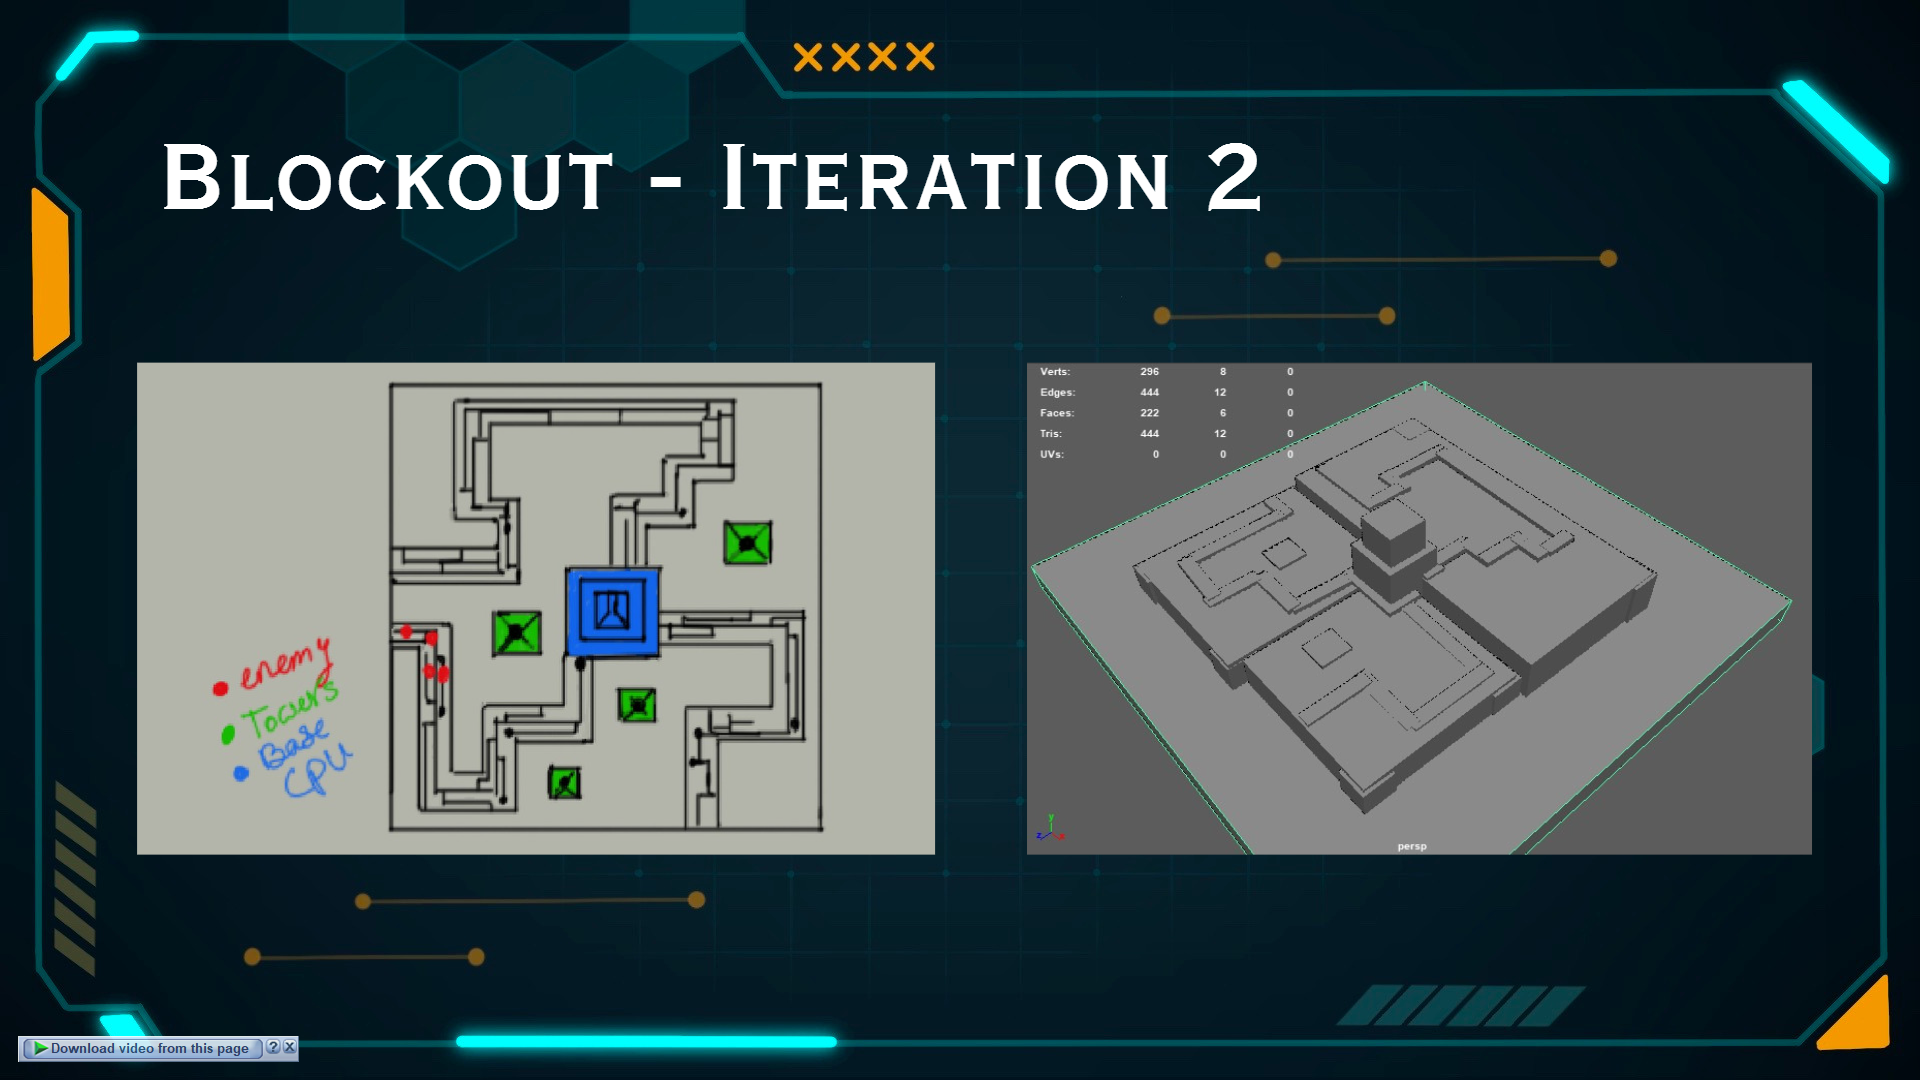 BLOCKOUT - ITERATION 2
enemy
Towers
Base
CPU
Verts: 296 8 0
Edges: 444 12 0
Faces: 222 6 0
Tris: 444 12 0
UVs: 0 0 0
y
z x
persp
Download video from this page ? X